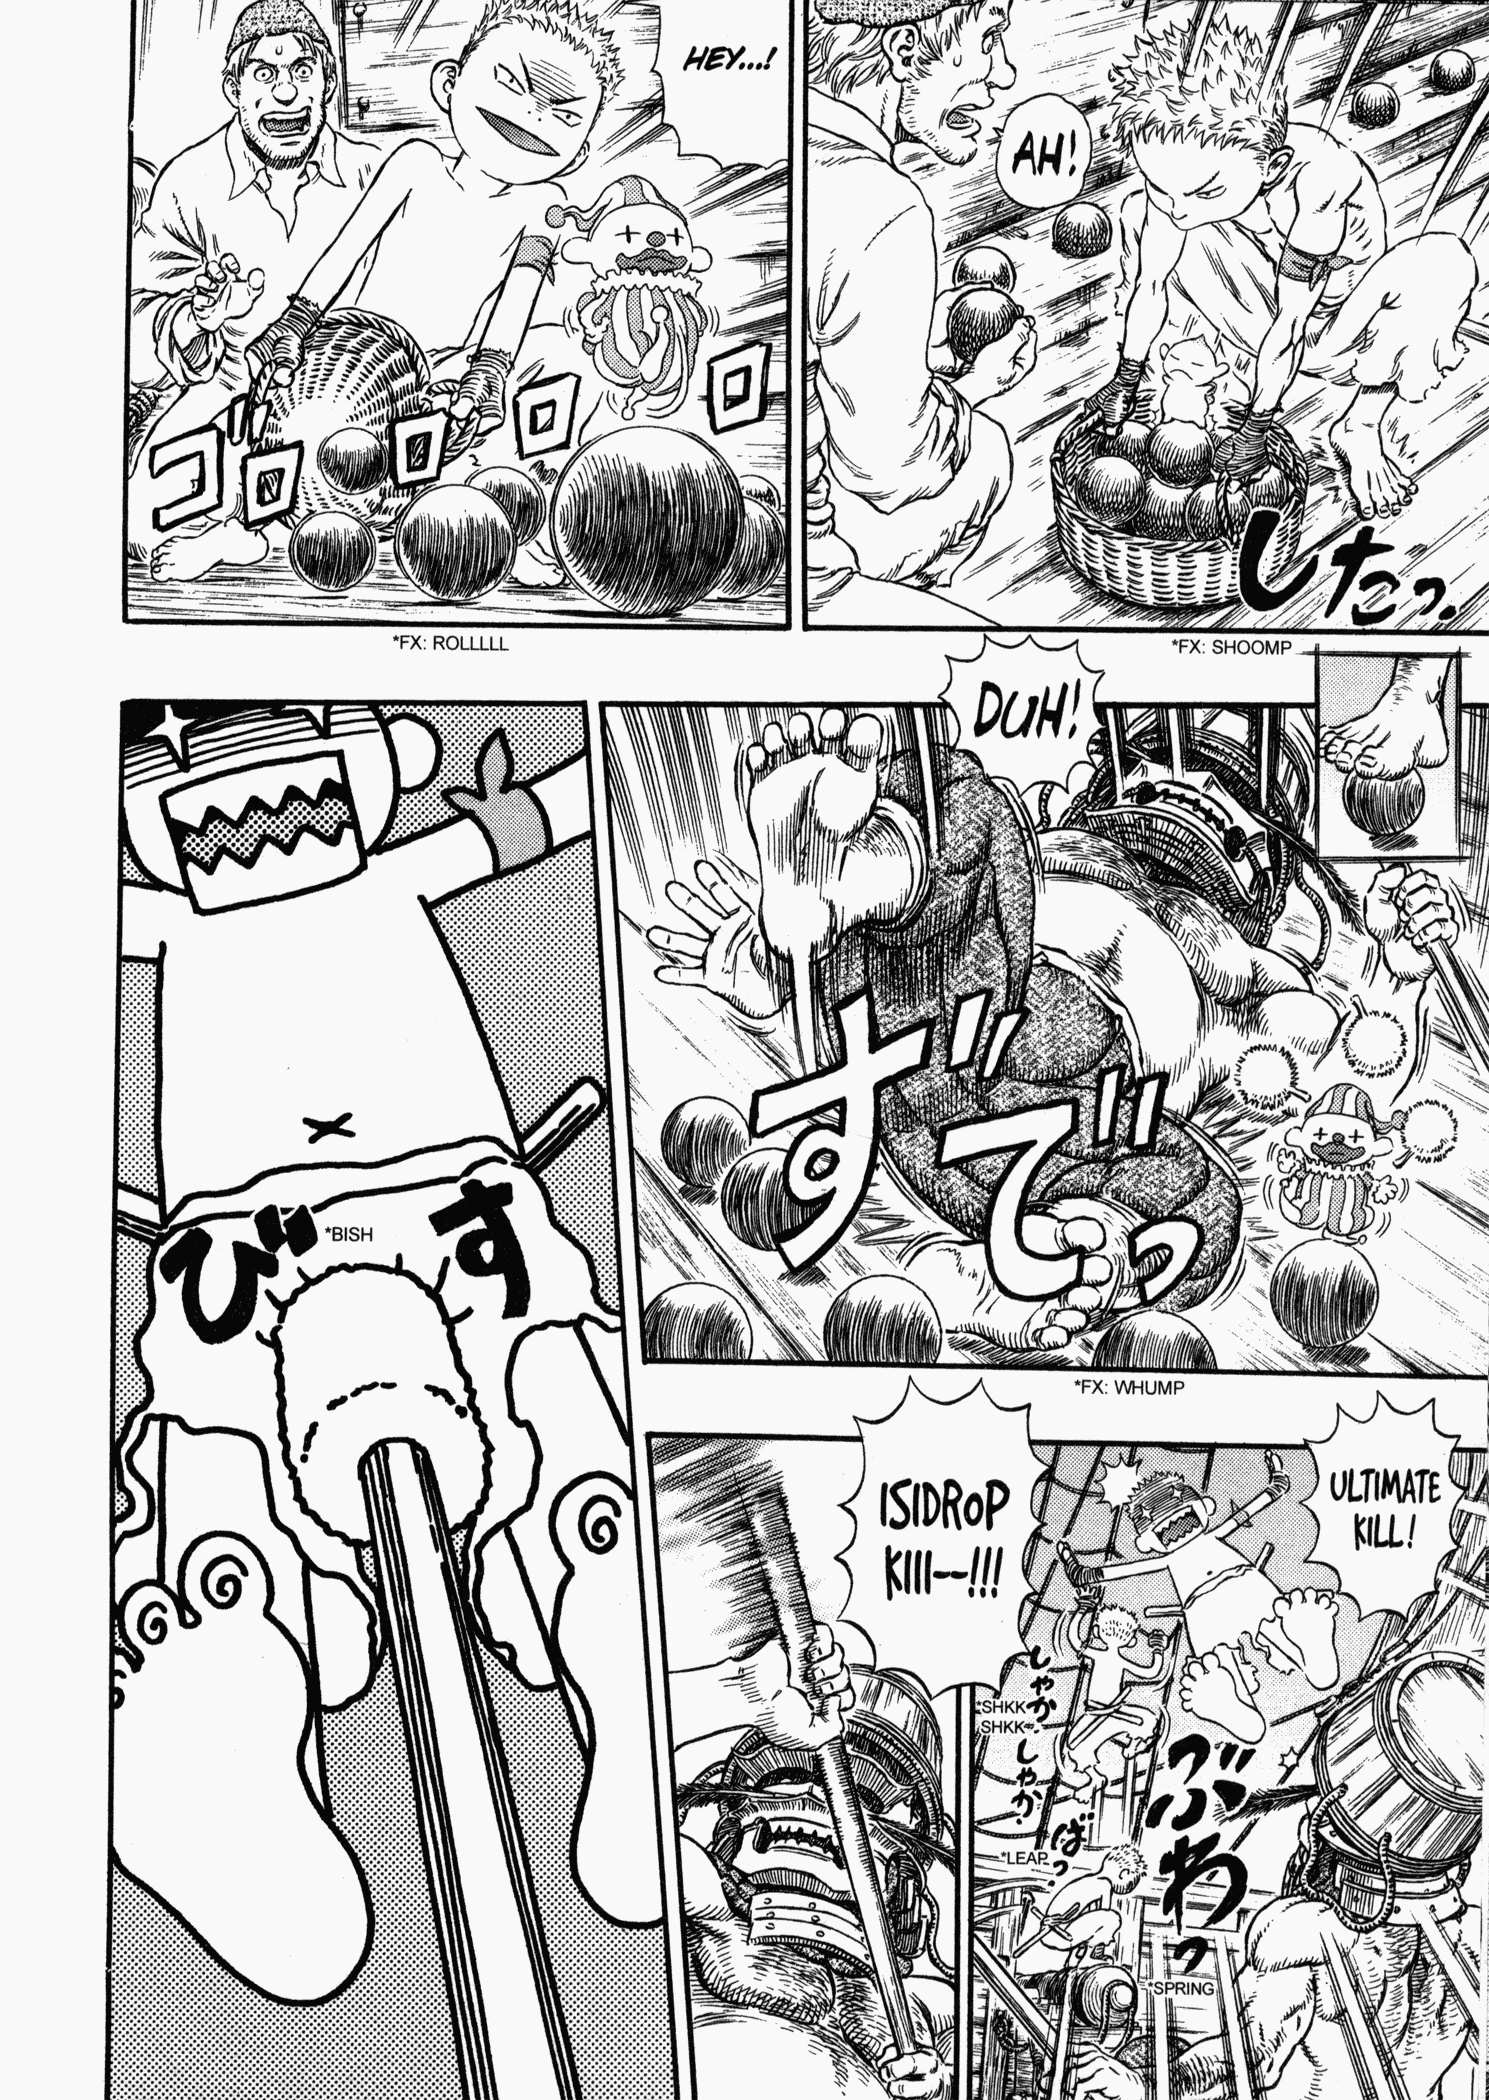 AH!
したっ
*FX: SHOOMP
HEY...!
ゴロロロロ
*FX: ROLLLLL
DUH!
ずでっ
*FX: WHUMP
ULTIMATE
KILL!
しゃか
しゃか
*SHKK
SHKK
ばっ
*LEAP
ぶわっ
*SPRING
ISIDROP
KIII--!!!
びす
*BISH